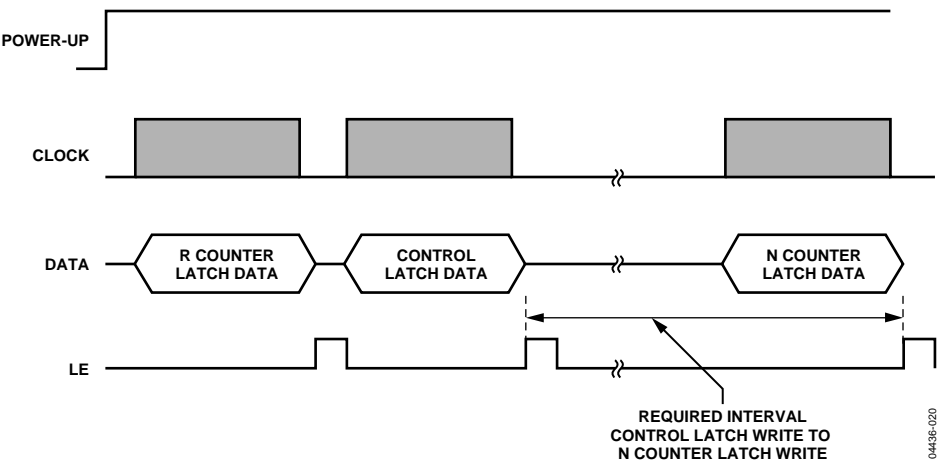 POWER-UP
CLOCK
DATA
R COUNTER
LATCH DATA
CONTROL
LATCH DATA
N COUNTER
LATCH DATA
LE
REQUIRED INTERVAL
CONTROL LATCH WRITE TO
N COUNTER LATCH WRITE
04436-020